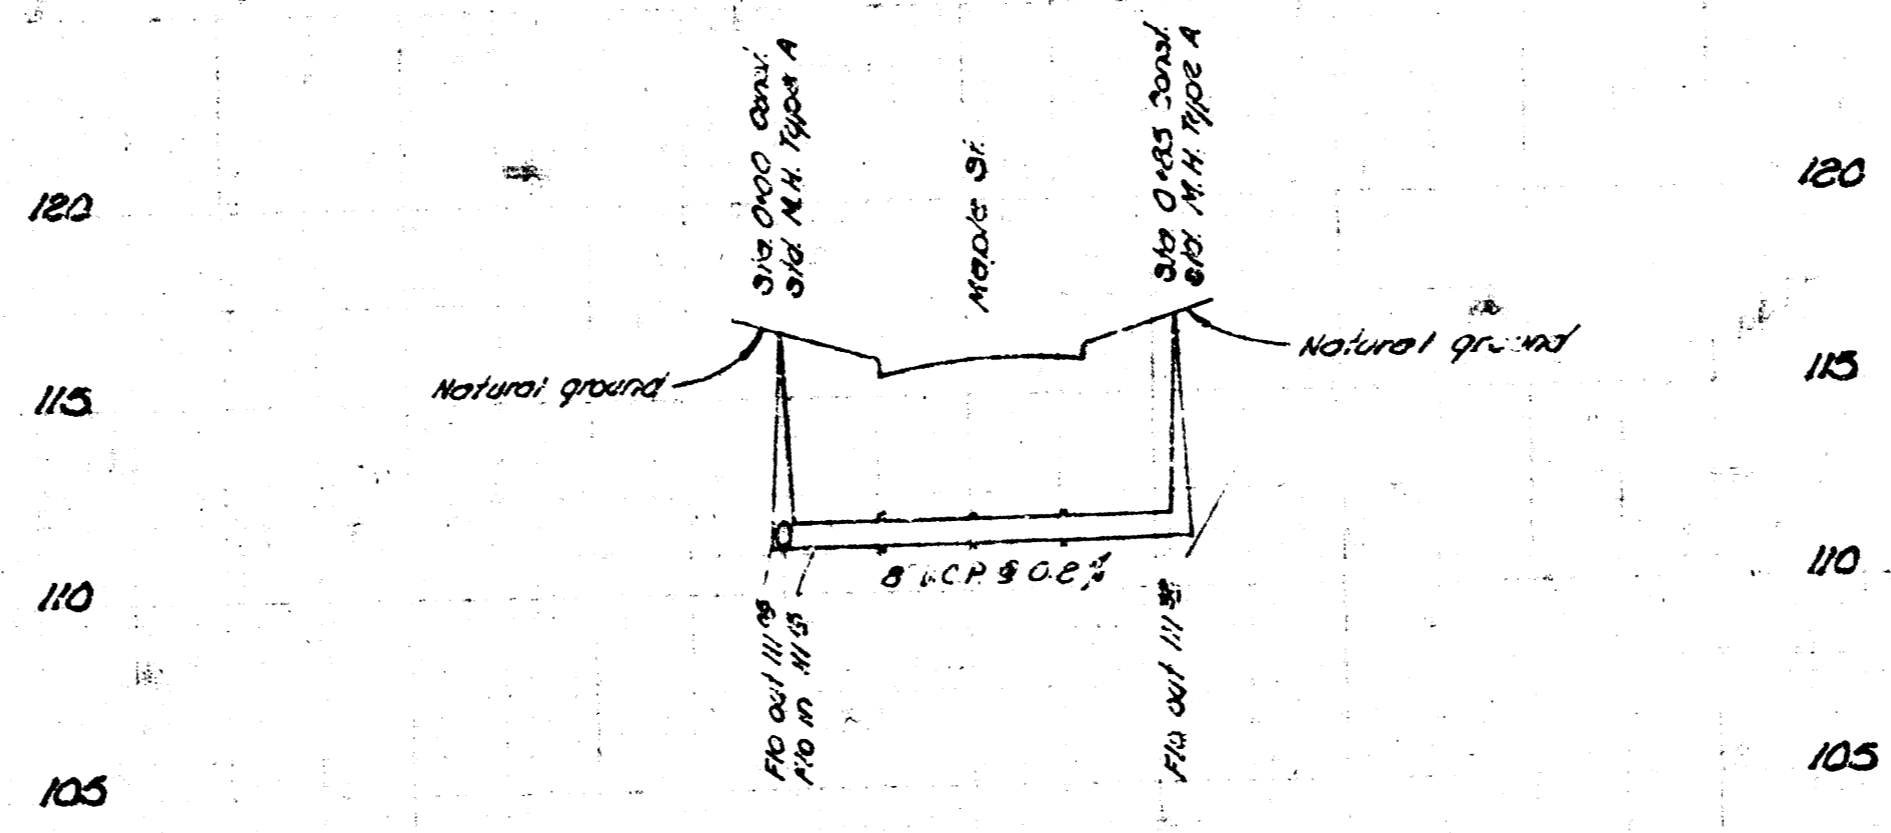 Sta. 0+00 Const.
Std. M.H. Type A
Maple St.
Sta. 0+85 Const.
Std. M.H. Type A
120
120
Natural ground
Natural ground
115
115
8" V.C.P. @ 0.2%
110
110
Flo out 111
Flo in 111.15
Flo out 111
105
105